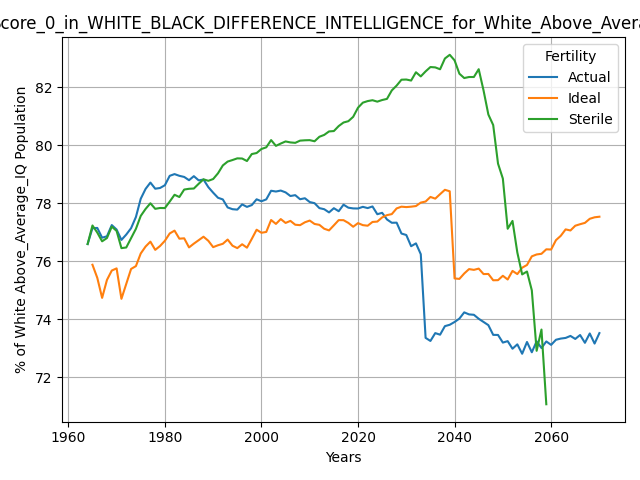 core_0_in_WHITE_BLACK_DIFFERENCE_INTELLIGENCE_for_White_Above_Avera
% of White Above_Average_IQ Population
82
80
78
76
74
72
Fertility
Actual
Ideal
Sterile
1960
1980
2000
2020
2040
2060
Years